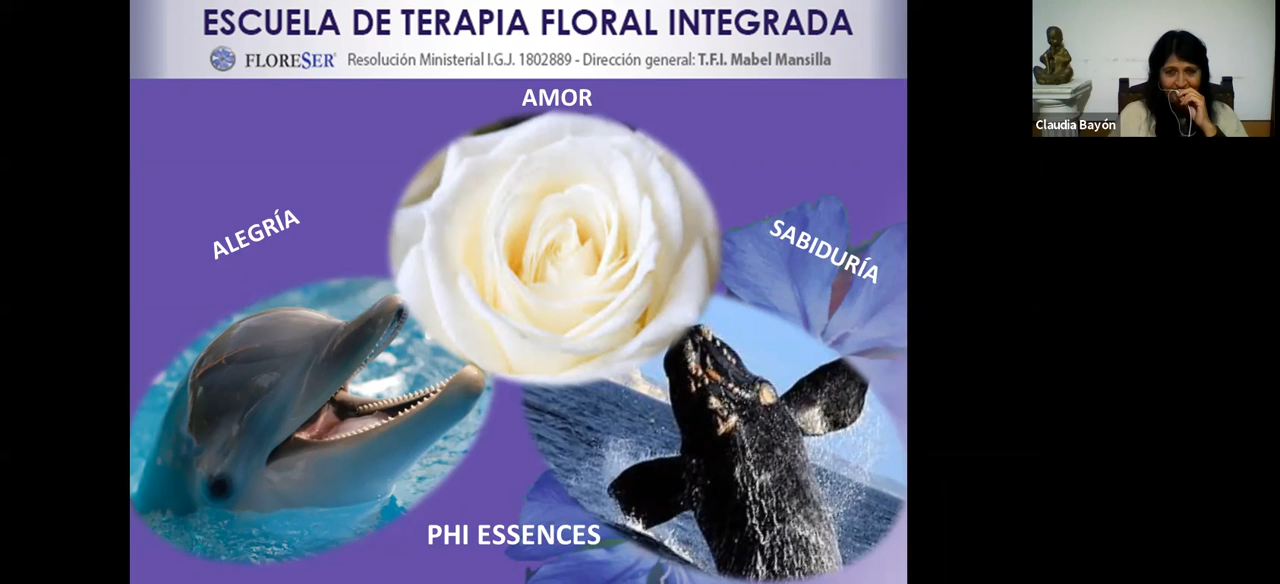 ESCUELA DE TERAPIA FLORAL INTEGRADA
FLORESER® Resolución Ministerial I.G.J. 1802889 - Dirección general: T.F.I. Mabel Mansilla
AMOR
ALEGRÍA
SABIDURÍA
PHI ESSENCES
Claudia Bayón